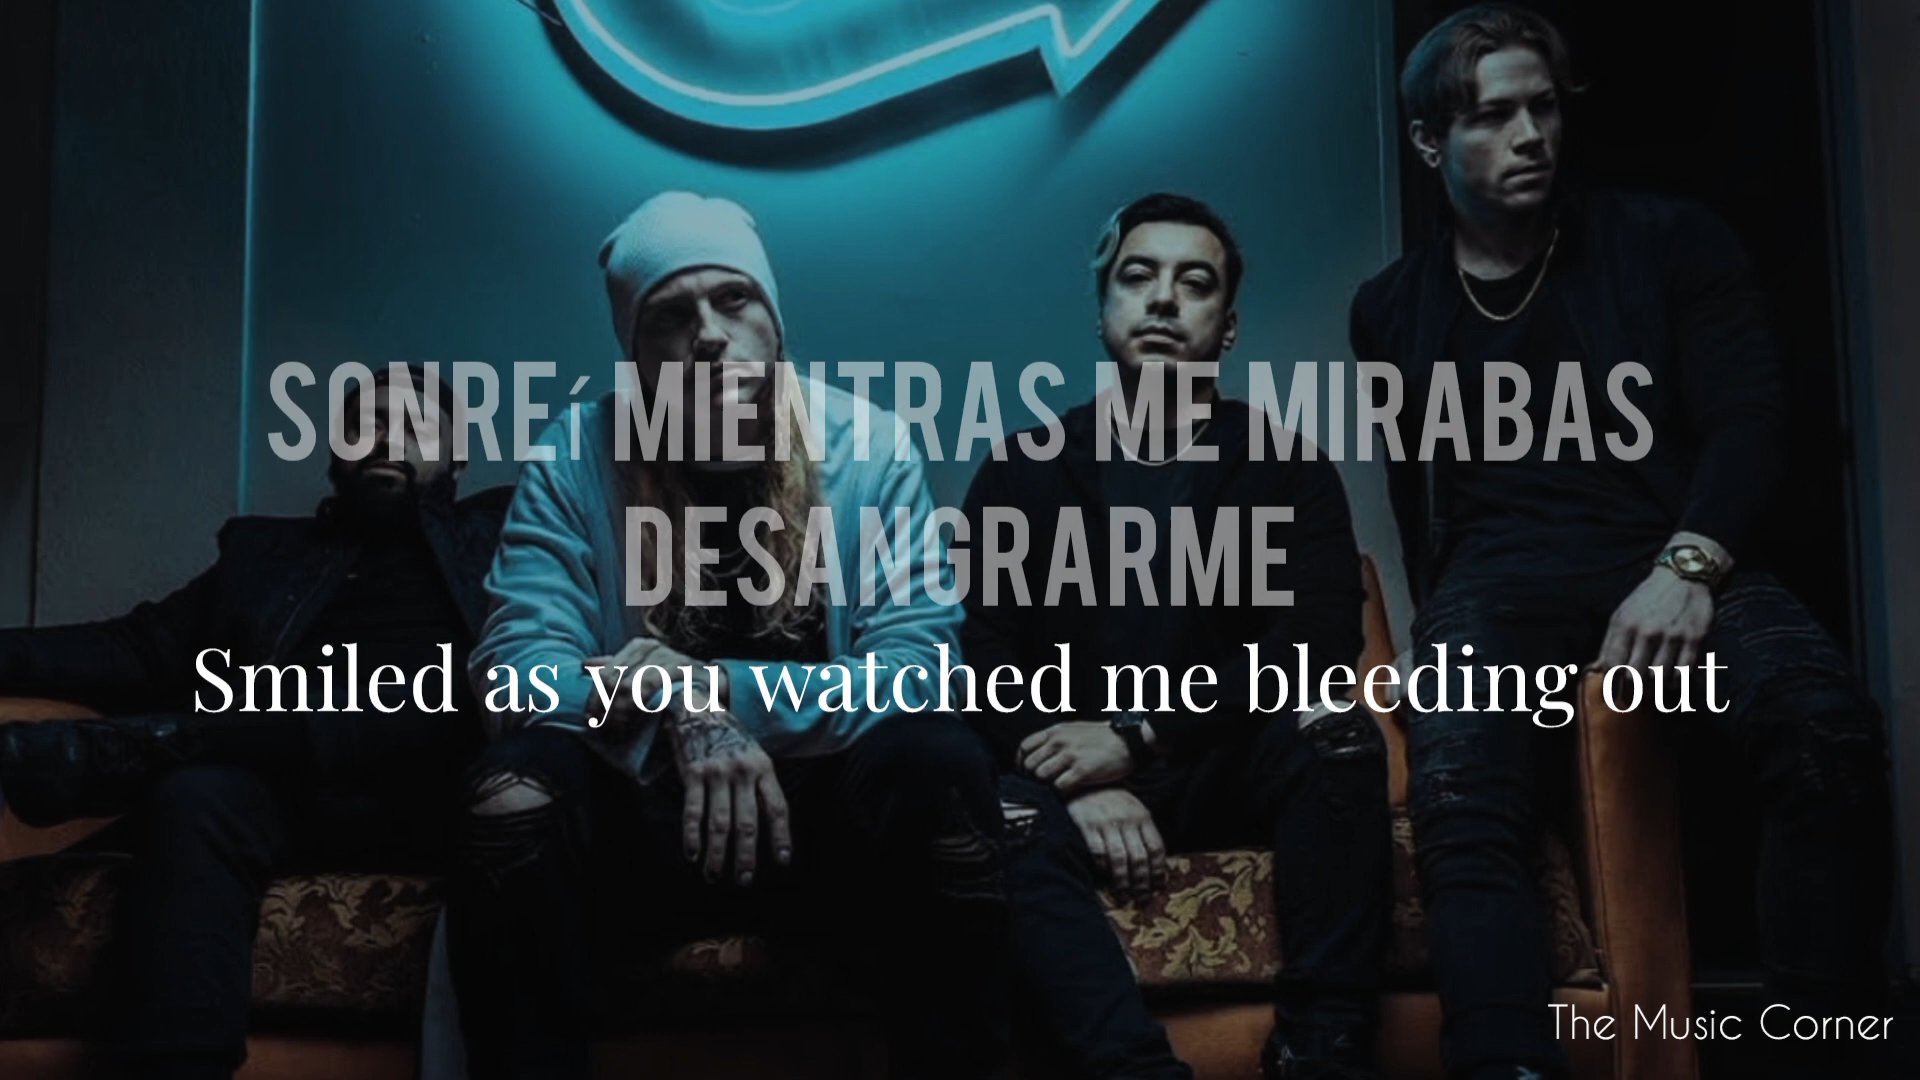 SONREí MIENTRAS ME MIRABAS
DESANGRARME
Smiled as you watched me bleeding out
The Music Corner